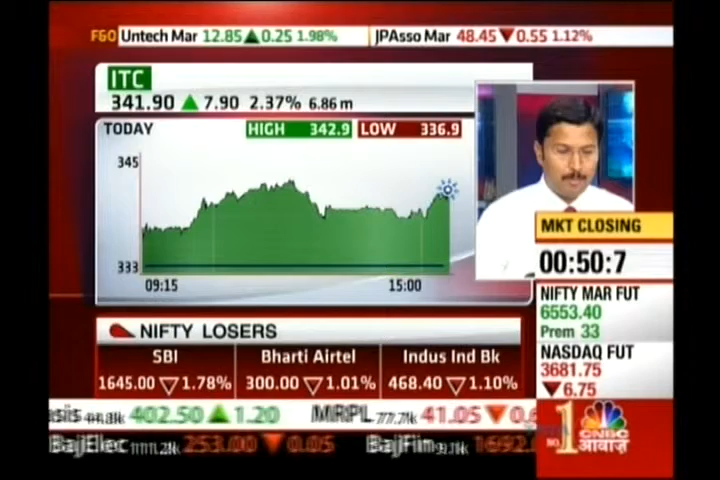 F&O Untech Mar 12.85 ▲ 0.25 1.98% JPAsso Mar 48.45 ▼ 0.55 1.12%
ITC
341.90 ▲ 7.90 2.37% 6.86 m
TODAY HIGH 342.9 LOW 336.9
345
333
09:15 15:00
MKT CLOSING
00:50:7
NIFTY MAR FUT
6553.40
Prem 33
NASDAQ FUT
3681.75
▼ 6.75
NIFTY LOSERS
SBI Bharti Airtel Indus Ind Bk
1645.00 ▽ 1.78% 300.00 ▽ 1.01% 468.40 ▽ 1.10%
402.50 ▲ 1.20 MRPL 41.05 ▼
BajElec 253.00 ▼ 0.05 BajFin 1692
NO. 1 CNBC
आवाज़